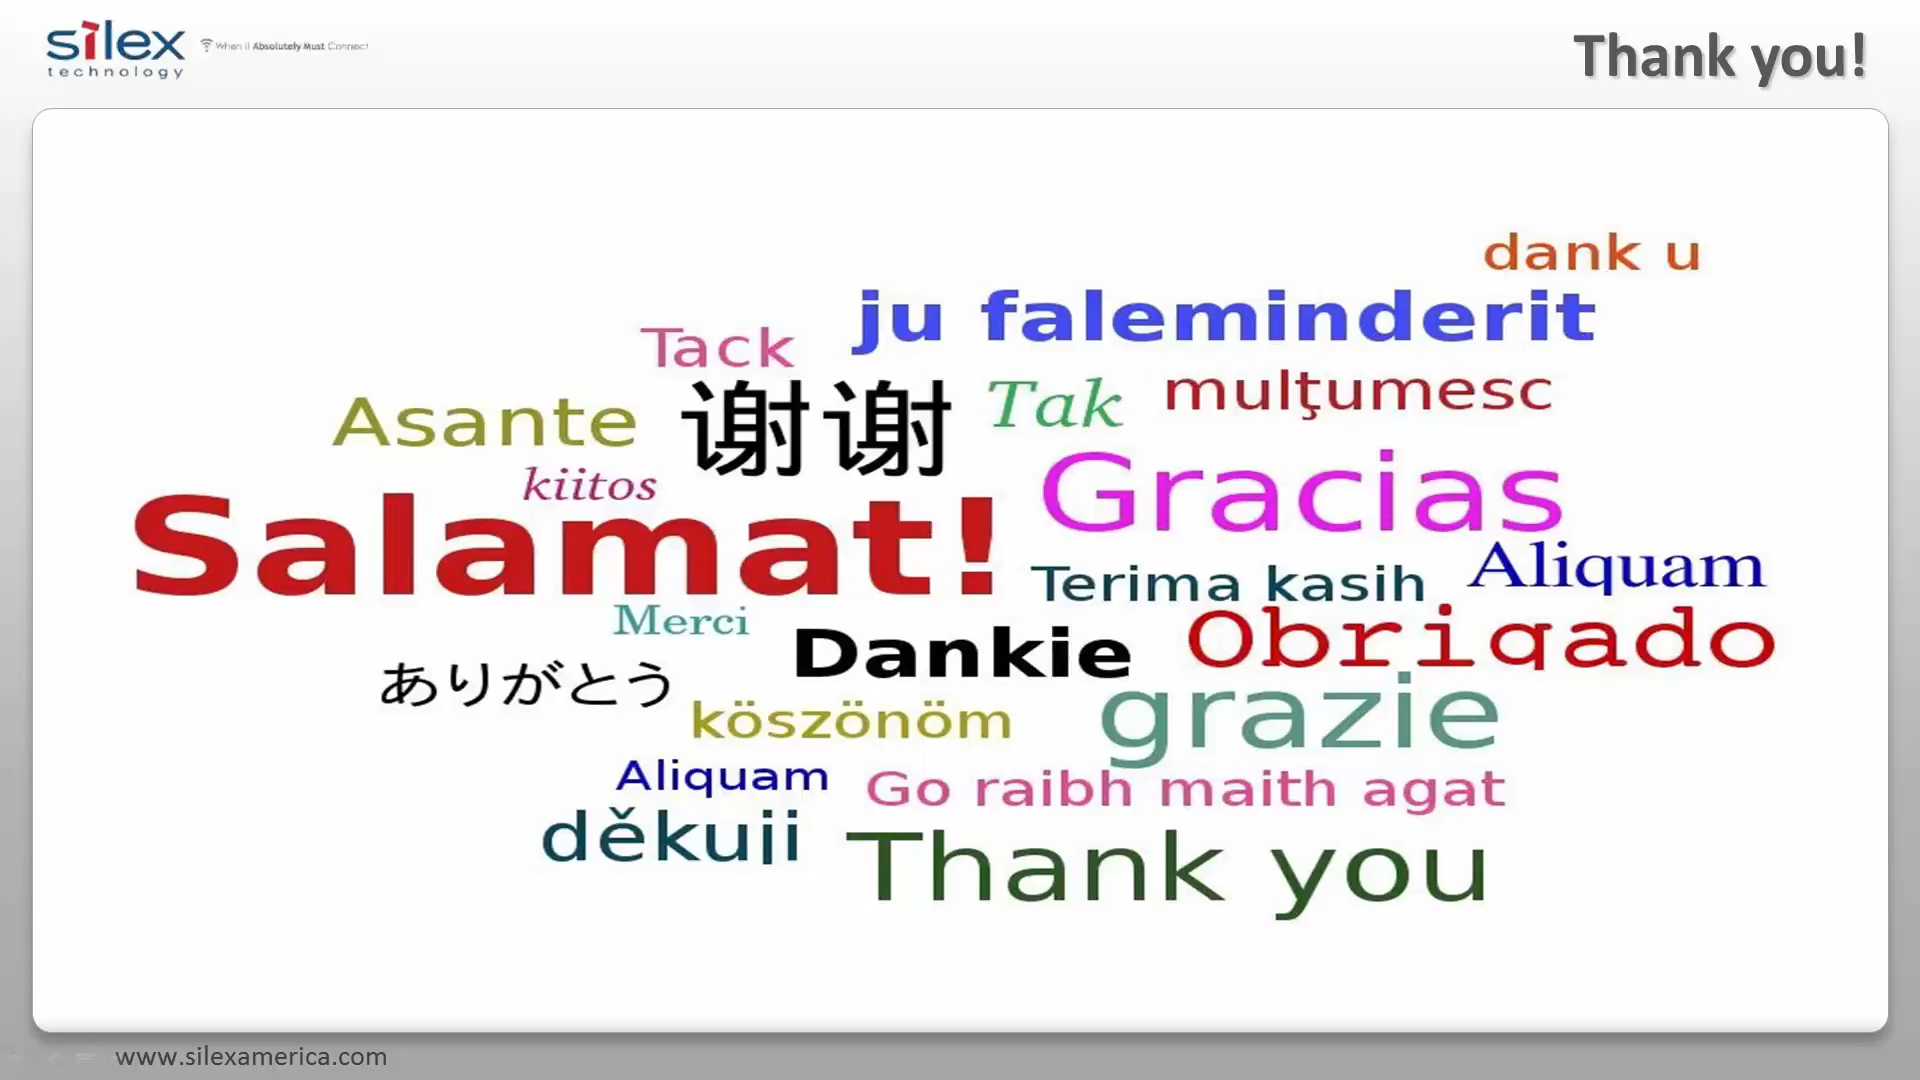 silex
technology
When it Absolutely Must Connect
Thank you!
dank u
ju faleminderit
Tack
谢谢
Tak
mulţumesc
Asante
kiitos
Gracias
Salamat!
Terima kasih
Aliquam
Merci
Dankie
Obrigado
ありがとう
köszönöm
grazie
Aliquam
Go raibh maith agat
děkuji
Thank you
www.silexamerica.com